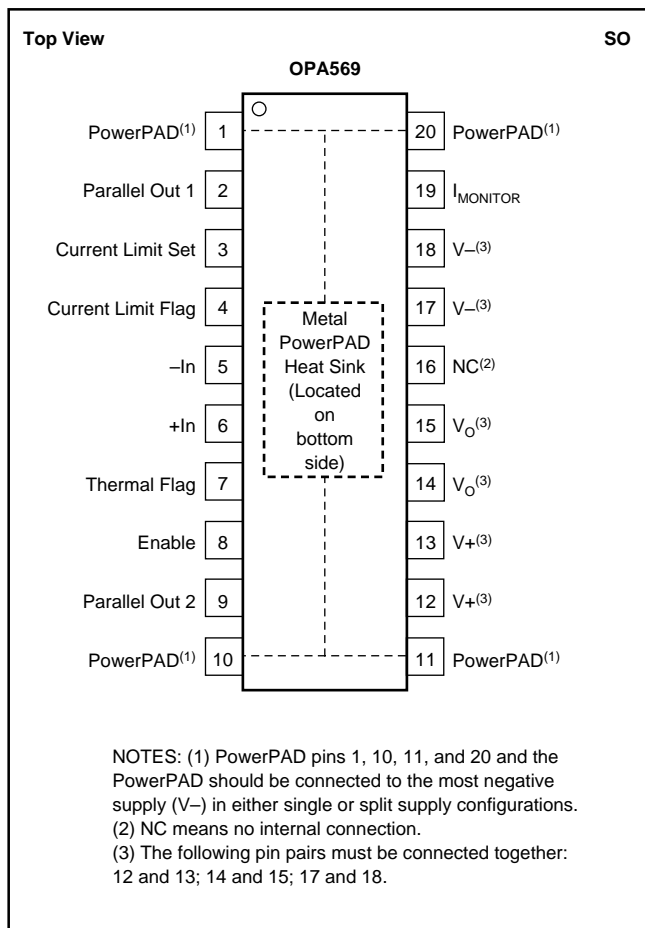 Top View SO
OPA569
PowerPAD(1) 1 20 PowerPAD(1)
Parallel Out 1 2 19 IMONITOR
Current Limit Set 3 18 V–(3)
Current Limit Flag 4 17 V–(3)
–In 5 16 NC(2)
+In 6 15 VO(3)
Thermal Flag 7 14 VO(3)
Enable 8 13 V+(3)
Parallel Out 2 9 12 V+(3)
PowerPAD(1) 10 11 PowerPAD(1)
Metal
PowerPAD
Heat Sink
(Located
on
bottom
side)
NOTES: (1) PowerPAD pins 1, 10, 11, and 20 and the
PowerPAD should be connected to the most negative
supply (V–) in either single or split supply configurations.
(2) NC means no internal connection.
(3) The following pin pairs must be connected together:
12 and 13; 14 and 15; 17 and 18.